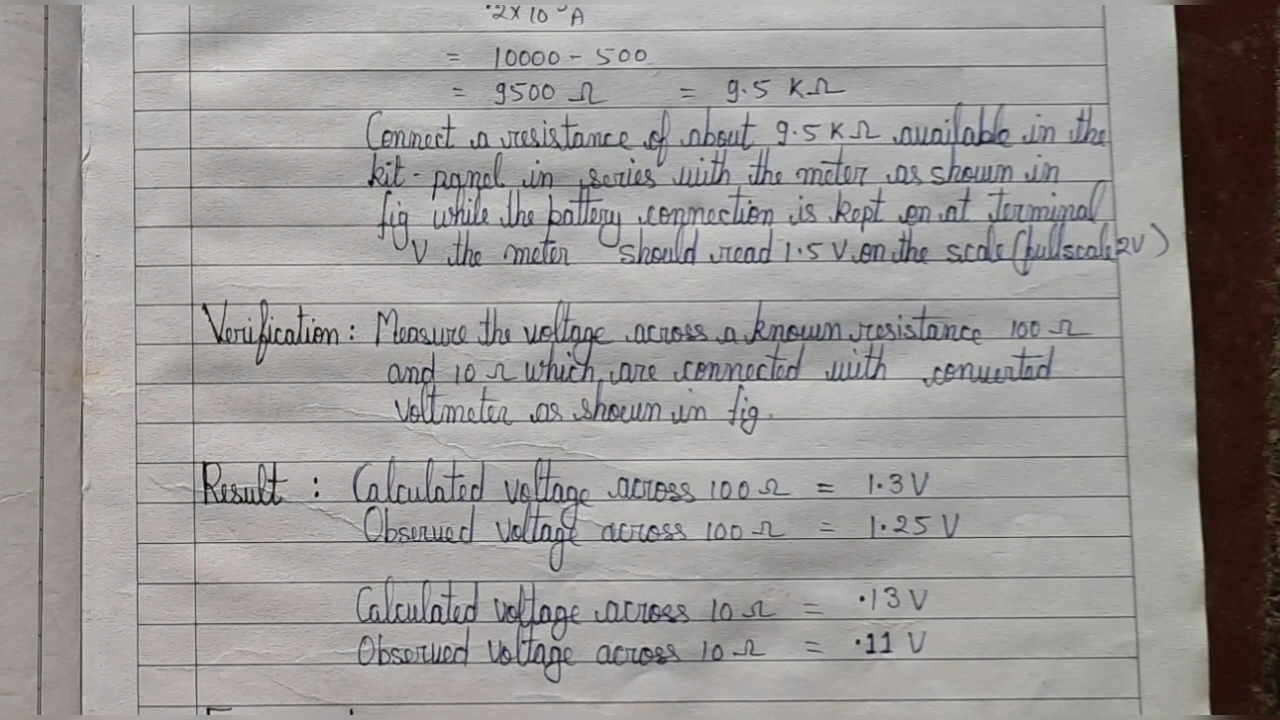 ·2×10⁻³A
= 10000 - 500
= 9500 Ω = 9.5 KΩ
Connect a resistance of about 9.5 KΩ available in the
kit-panel in series with the meter as shown in
fig while the battery connection is kept on at terminal
V the meter should read 1.5 V on the scale (fullscale 2V)
Verification: Measure the voltage across a known resistance 100 Ω
and 10 Ω which are connected with converted
voltmeter as shown in fig.
Result : Calculated voltage across 100 Ω = 1.3 V
Observed voltage across 100 Ω = 1.25 V
Calculated voltage across 10 Ω = ·13 V
Observed voltage across 10 Ω = ·11 V